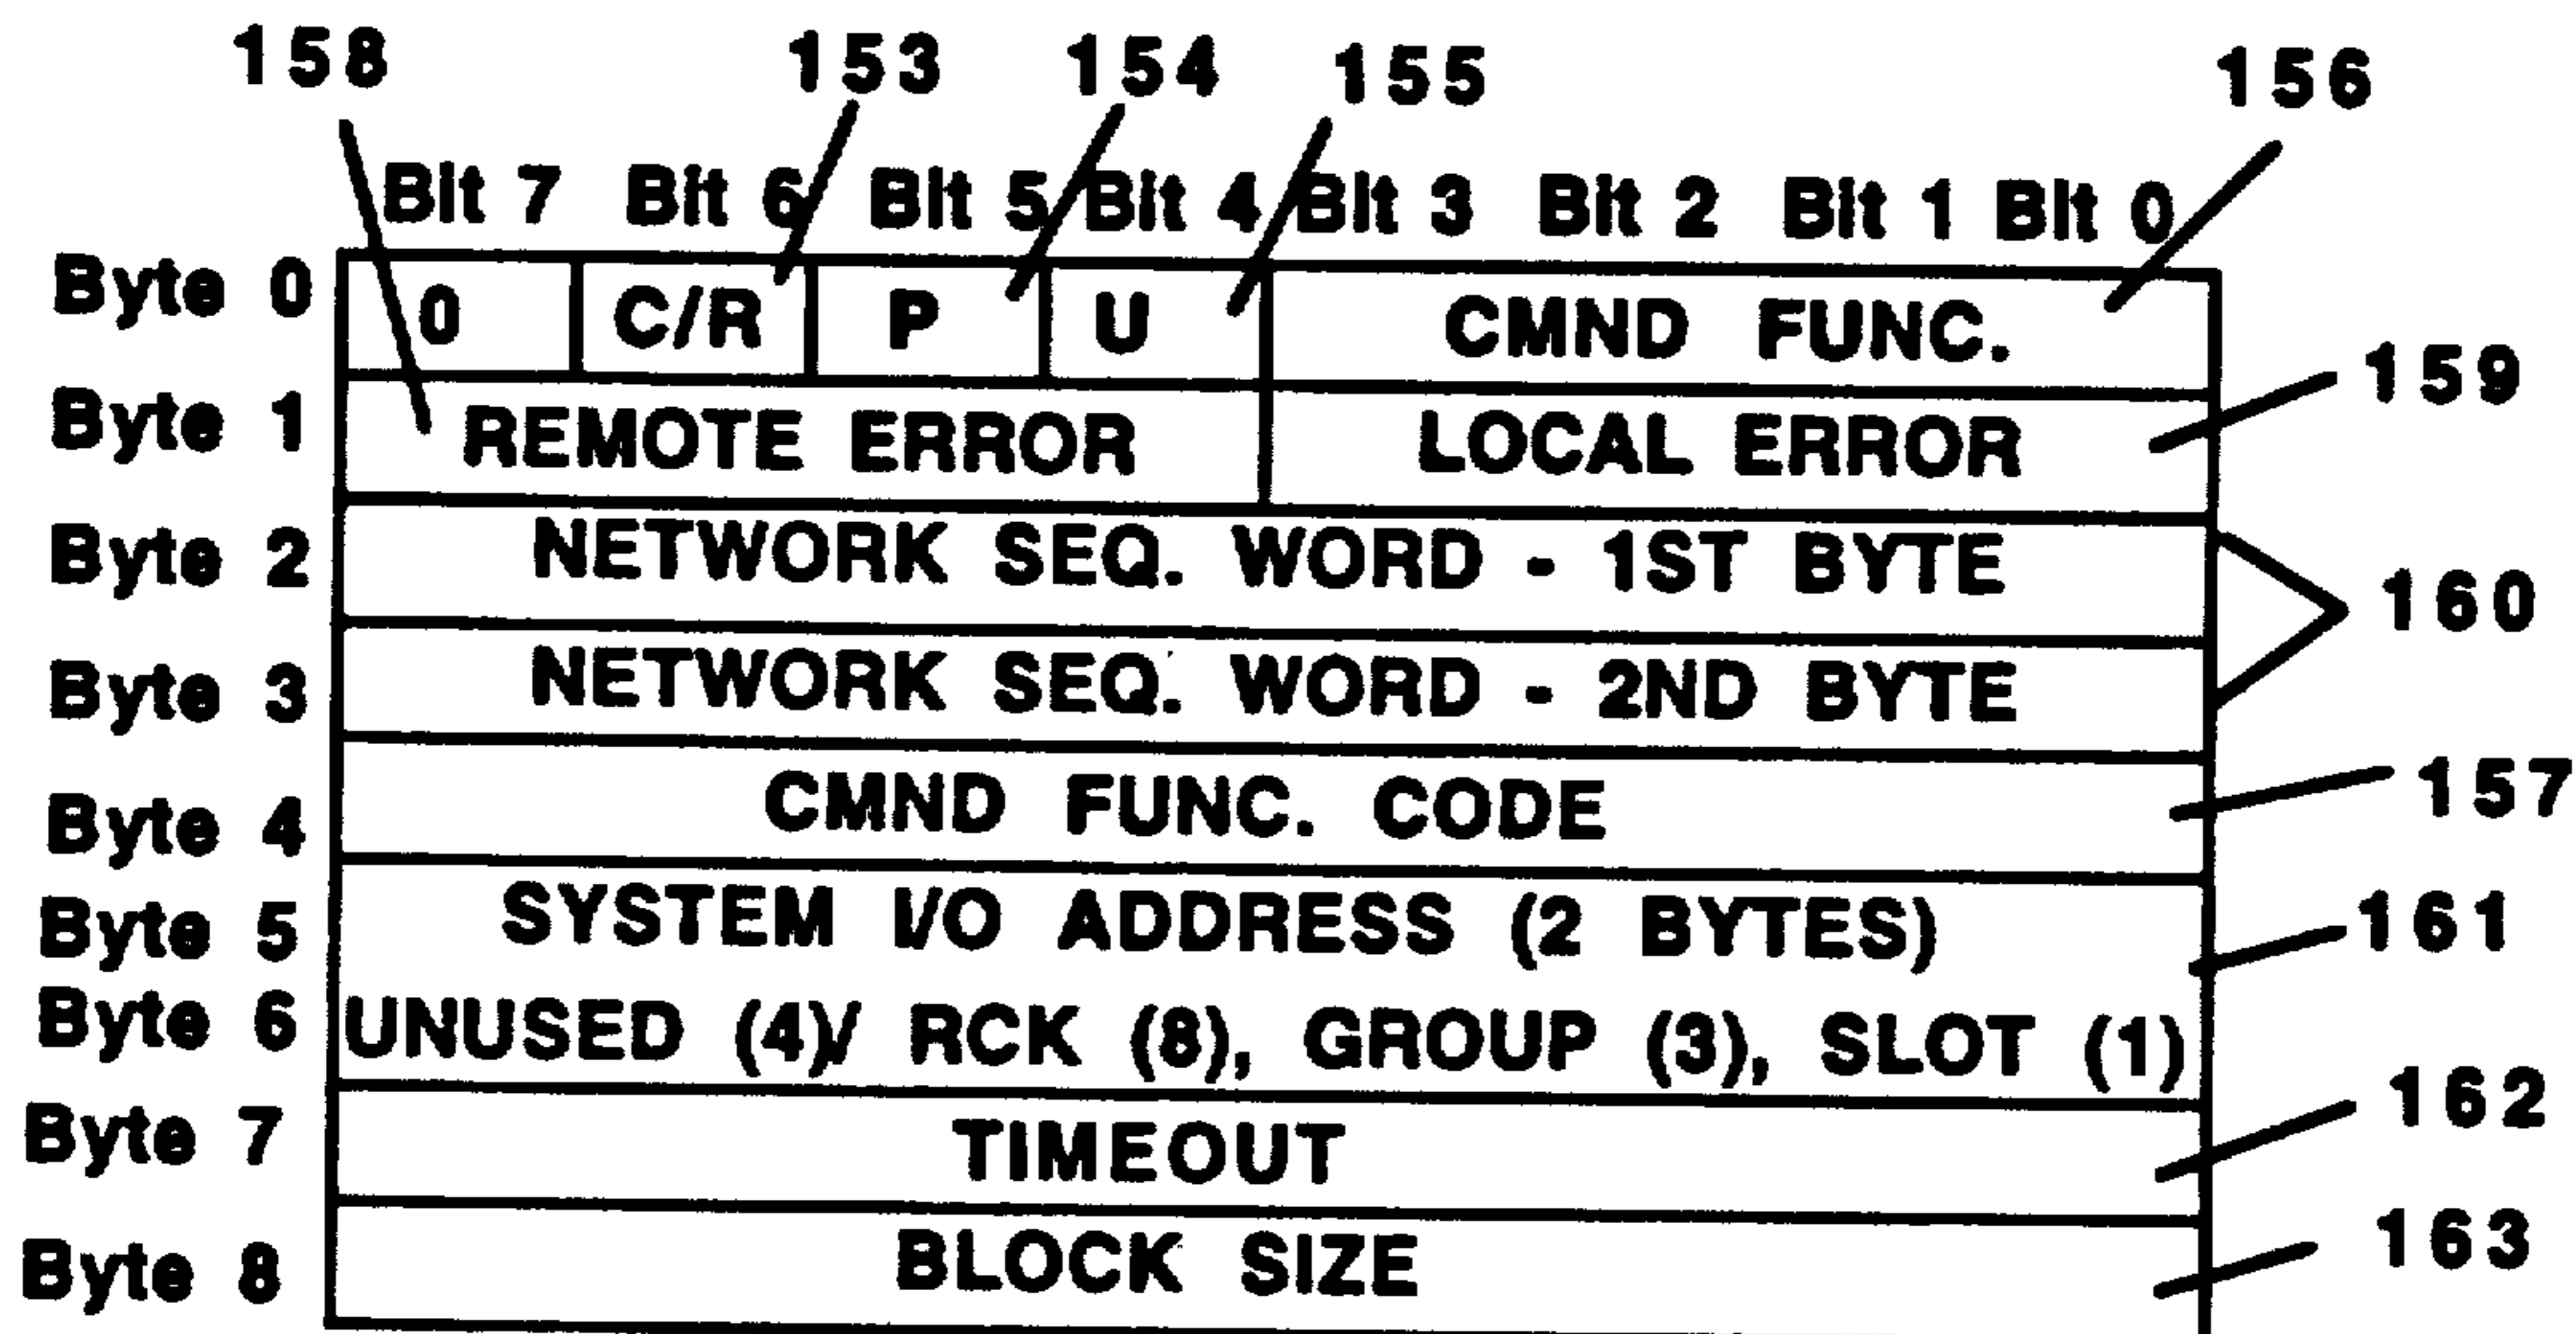 158 153 154 155 156
Bit 7 Bit 6 Bit 5 Bit 4 Bit 3 Bit 2 Bit 1 Bit 0
Byte 0 0 C/R P U CMND FUNC.
159
Byte 1 REMOTE ERROR LOCAL ERROR
Byte 2 NETWORK SEQ. WORD - 1ST BYTE
160
Byte 3 NETWORK SEQ. WORD - 2ND BYTE
Byte 4 CMND FUNC. CODE 157
Byte 5 SYSTEM I/O ADDRESS (2 BYTES) 161
Byte 6 UNUSED (4)/ RCK (8), GROUP (3), SLOT (1)
Byte 7 TIMEOUT 162
Byte 8 BLOCK SIZE 163